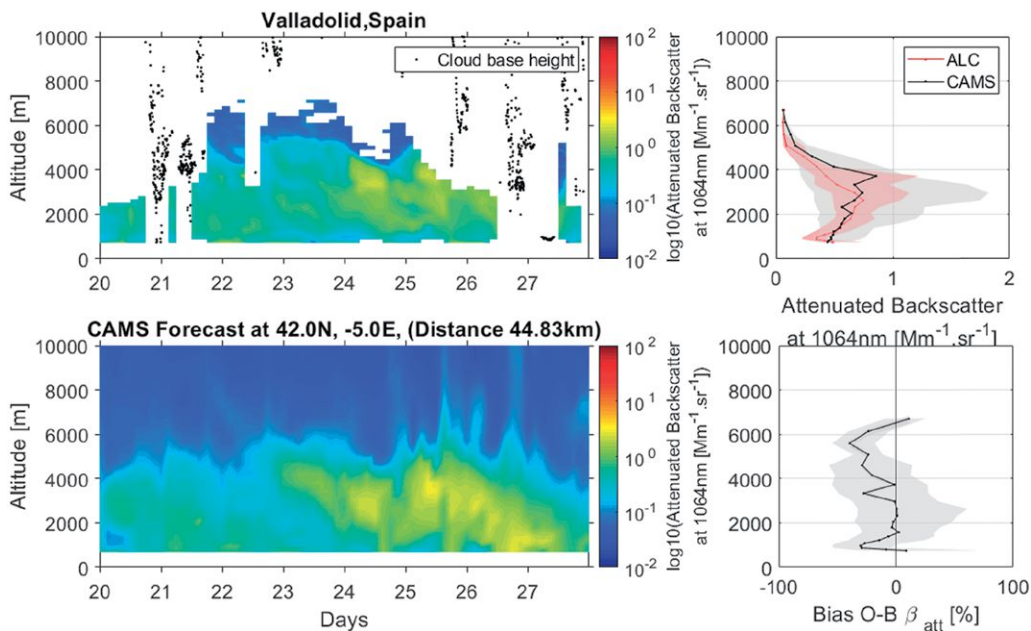 Valladolid,Spain
10000
8000
6000
4000
2000
0
Altitude [m]
20 21 22 23 24 25 26 27
Days
Cloud base height
10^2
10^1
10^0
10^-1
10^-2
log10(Attenuated Backscatter
at 1064nm [Mm^-1.sr^-1])
10000
8000
6000
4000
2000
0
0 1 2
ALC
CAMS
Attenuated Backscatter
at 1064nm [Mm^-1.sr^-1]
CAMS Forecast at 42.0N, -5.0E, (Distance 44.83km)
10000
8000
6000
4000
2000
0
Altitude [m]
20 21 22 23 24 25 26 27
Days
10^2
10^1
10^0
10^-1
10^-2
log10(Attenuated Backscatter
at 1064nm [Mm^-1.sr^-1])
10000
8000
6000
4000
2000
0
-100 0 100
Bias O-B β att [%]